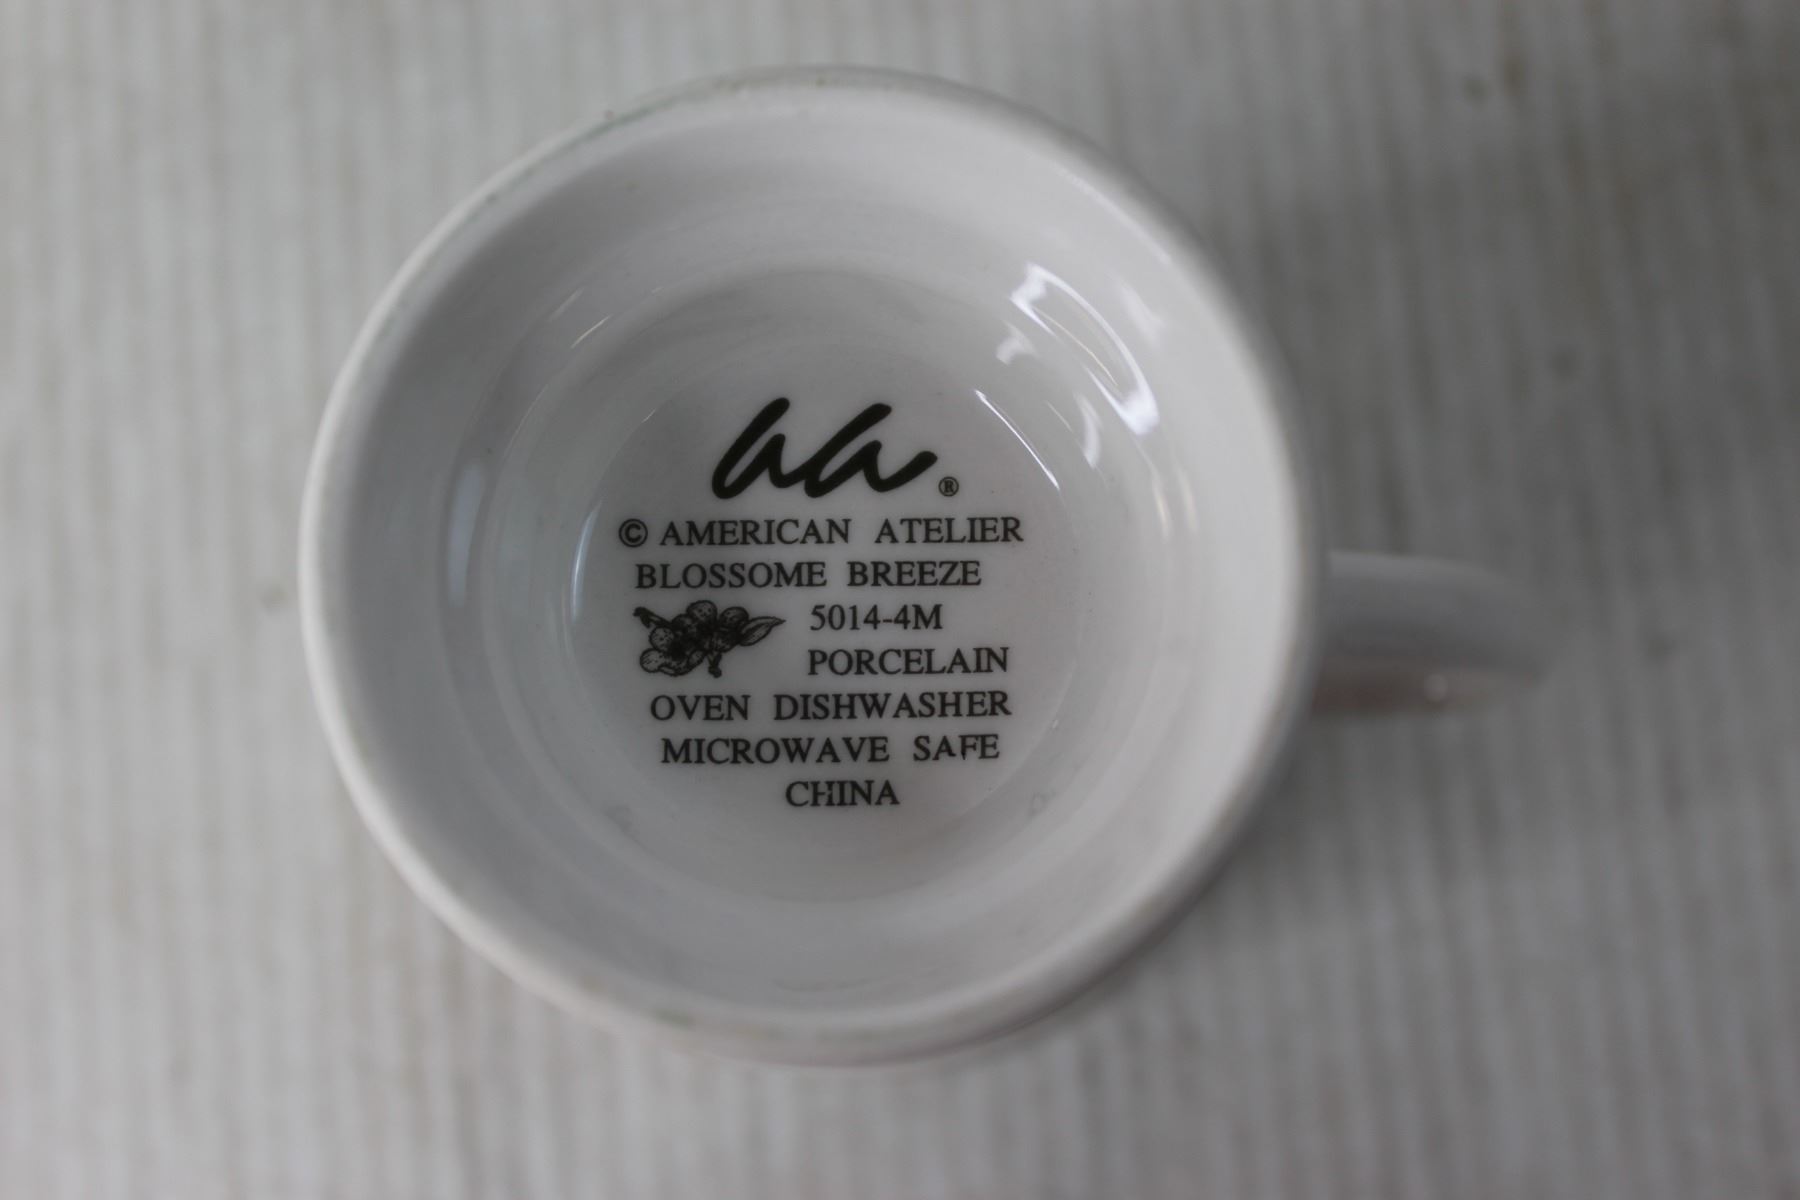 aa®
© AMERICAN ATELIER
BLOSSOME BREEZE
5014-4M
PORCELAIN
OVEN DISHWASHER
MICROWAVE SAFE
CHINA